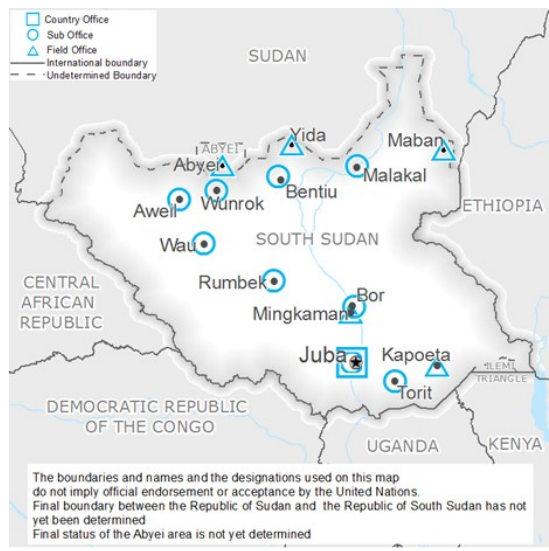 Country Office
Sub Office
Field Office
International boundary
Undetermined Boundary
SUDAN
ABYEI
Yida
Maban
Abyei
Malakal
Bentiu
Wunrok
Aweil
ETHIOPIA
Wau
SOUTH SUDAN
CENTRAL
AFRICAN
REPUBLIC
Rumbek
Bor
Mingkaman
Juba
Kapoeta
ILEMI
TRIANGLE
Torit
DEMOCRATIC REPUBLIC
OF THE CONGO
UGANDA
KENYA
The boundaries and names and the designations used on this map
do not imply official endorsement or acceptance by the United Nations.
Final boundary between the Republic of Sudan and the Republic of South Sudan has not
yet been determined
Final status of the Abyei area is not yet determined